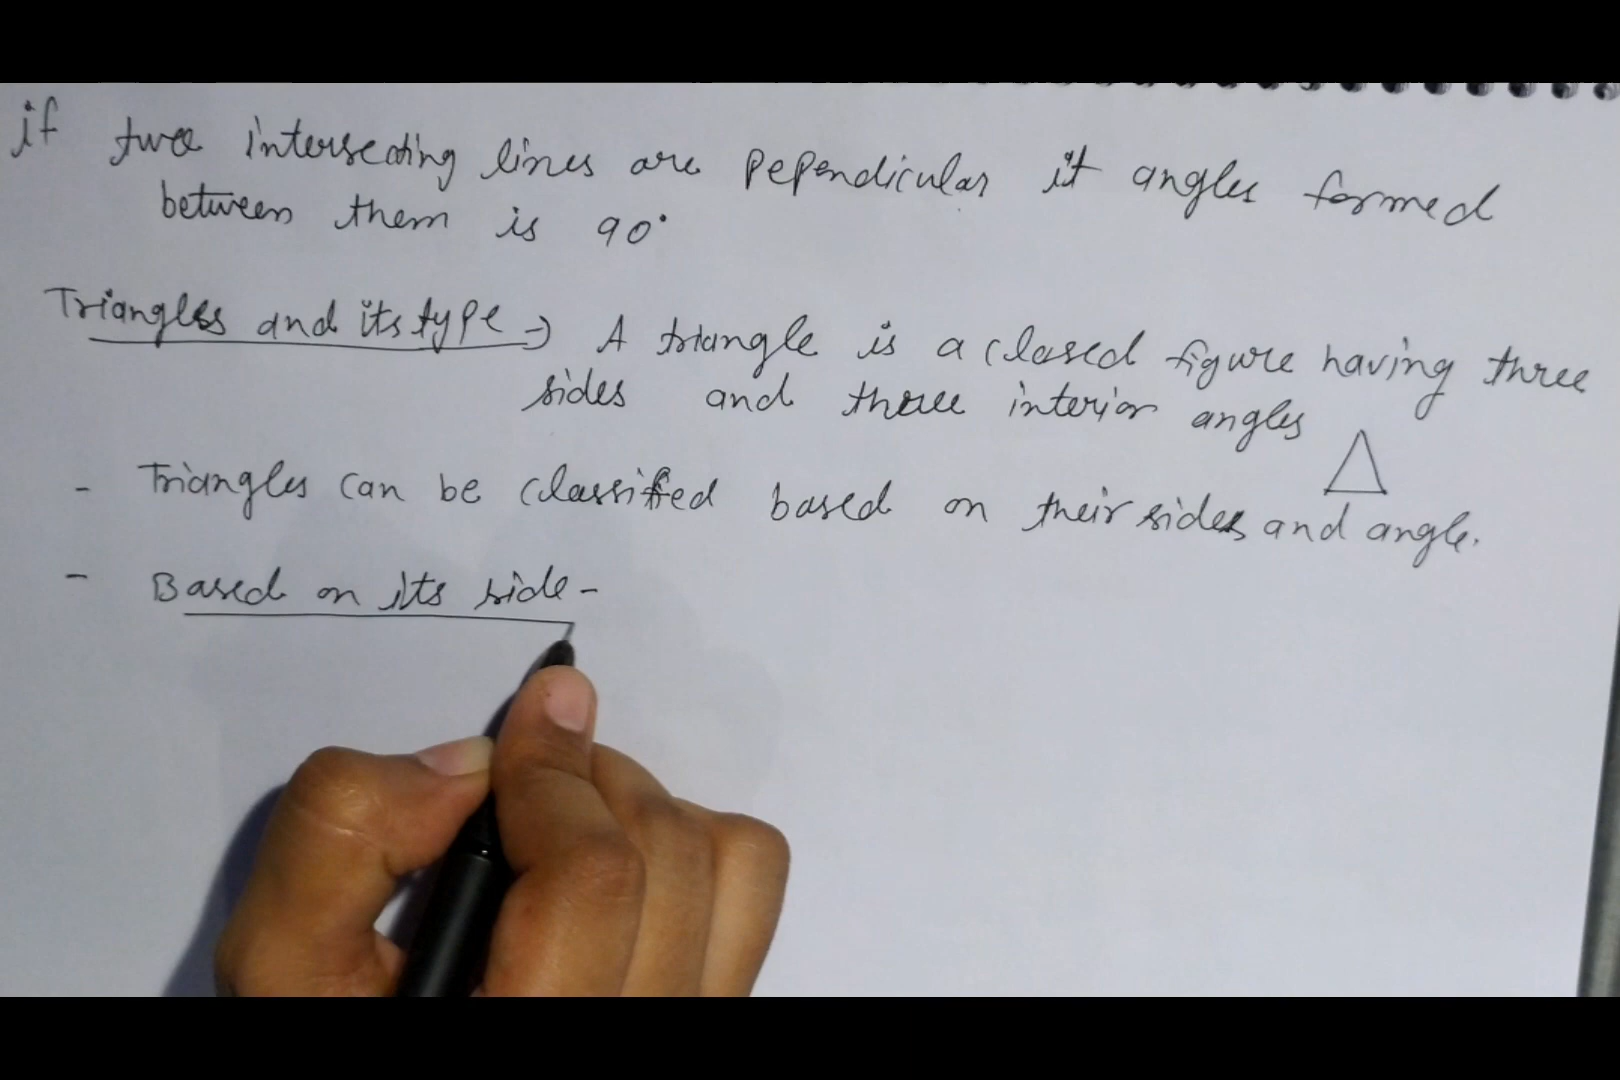 if two intersecting lines are pependicular it angles formed
between them is 90°
Triangles and its type → A triangle is a closed figure having three
sides and three interior angles
- Triangles can be classified based on their sides and angle.
- Based on its side -